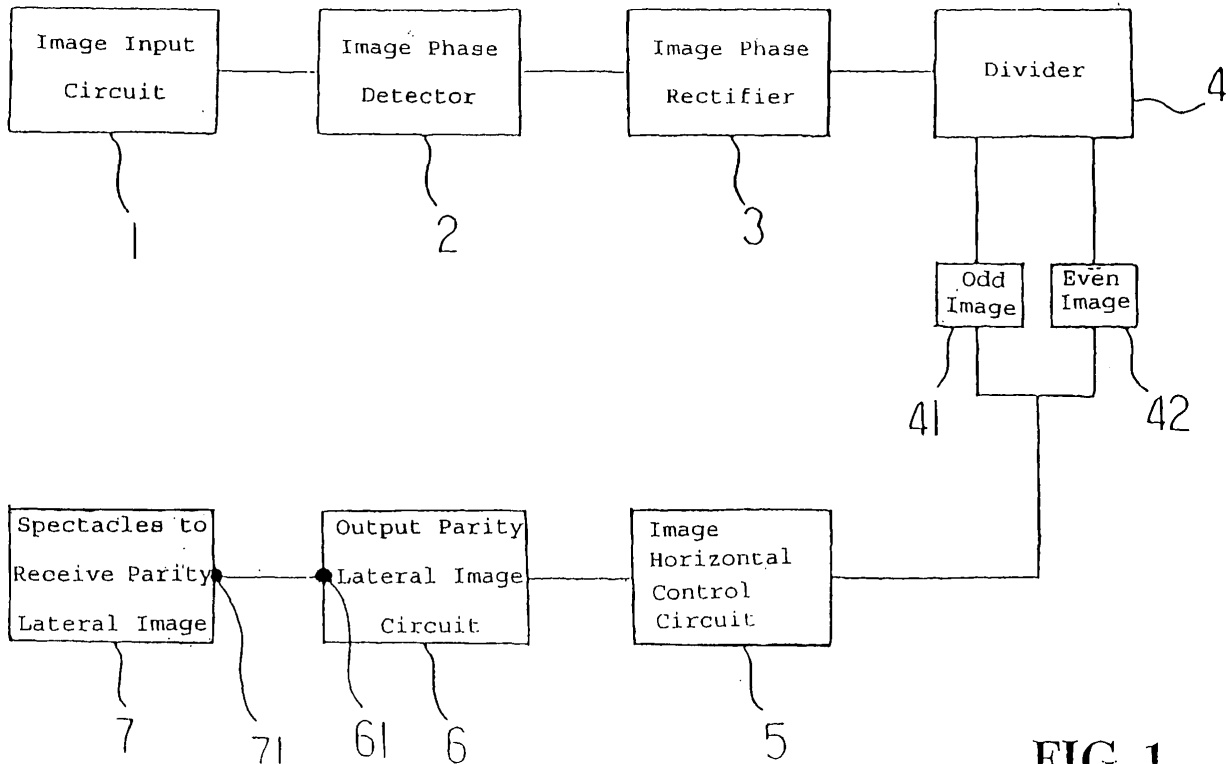 Image Input
Circuit
Image Phase
Detector
Image Phase
Rectifier
Divider
4
1
2
3
Odd
Image
Even
Image
41
42
Spectacles to
Receive Parity
Lateral Image
Output Parity
Lateral Image
Circuit
Image
Horizontal
Control
Circuit
7
71
61
6
5
FIG. 1